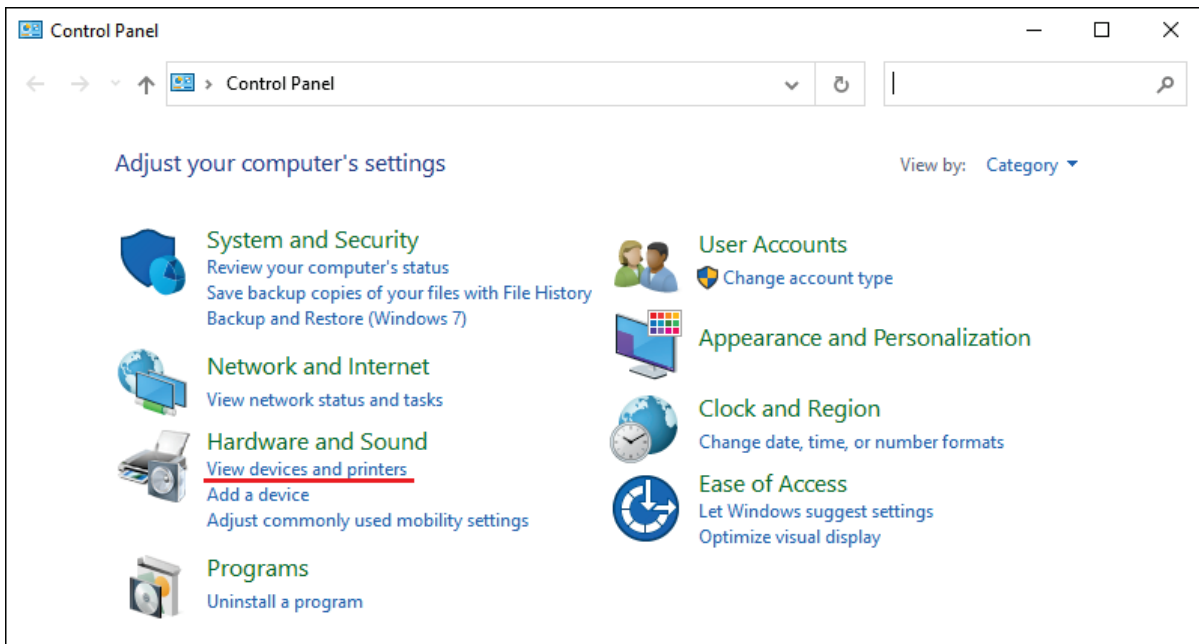 Control Panel
Control Panel
Adjust your computer's settings
View by: Category
System and Security
Review your computer's status
Save backup copies of your files with File History
Backup and Restore (Windows 7)
Network and Internet
View network status and tasks
Hardware and Sound
View devices and printers
Add a device
Adjust commonly used mobility settings
Programs
Uninstall a program
User Accounts
Change account type
Appearance and Personalization
Clock and Region
Change date, time, or number formats
Ease of Access
Let Windows suggest settings
Optimize visual display